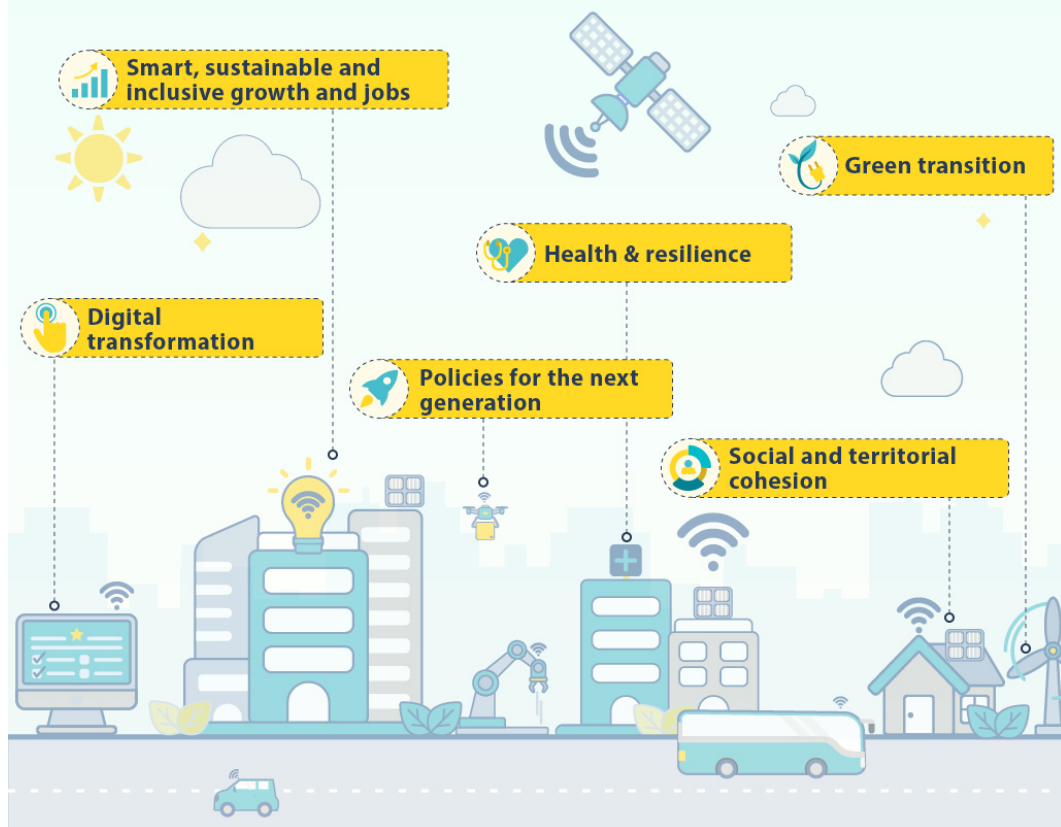 Smart, sustainable and
inclusive growth and jobs
Green transition
Health & resilience
Digital
transformation
Policies for the next
generation
Social and territorial
cohesion